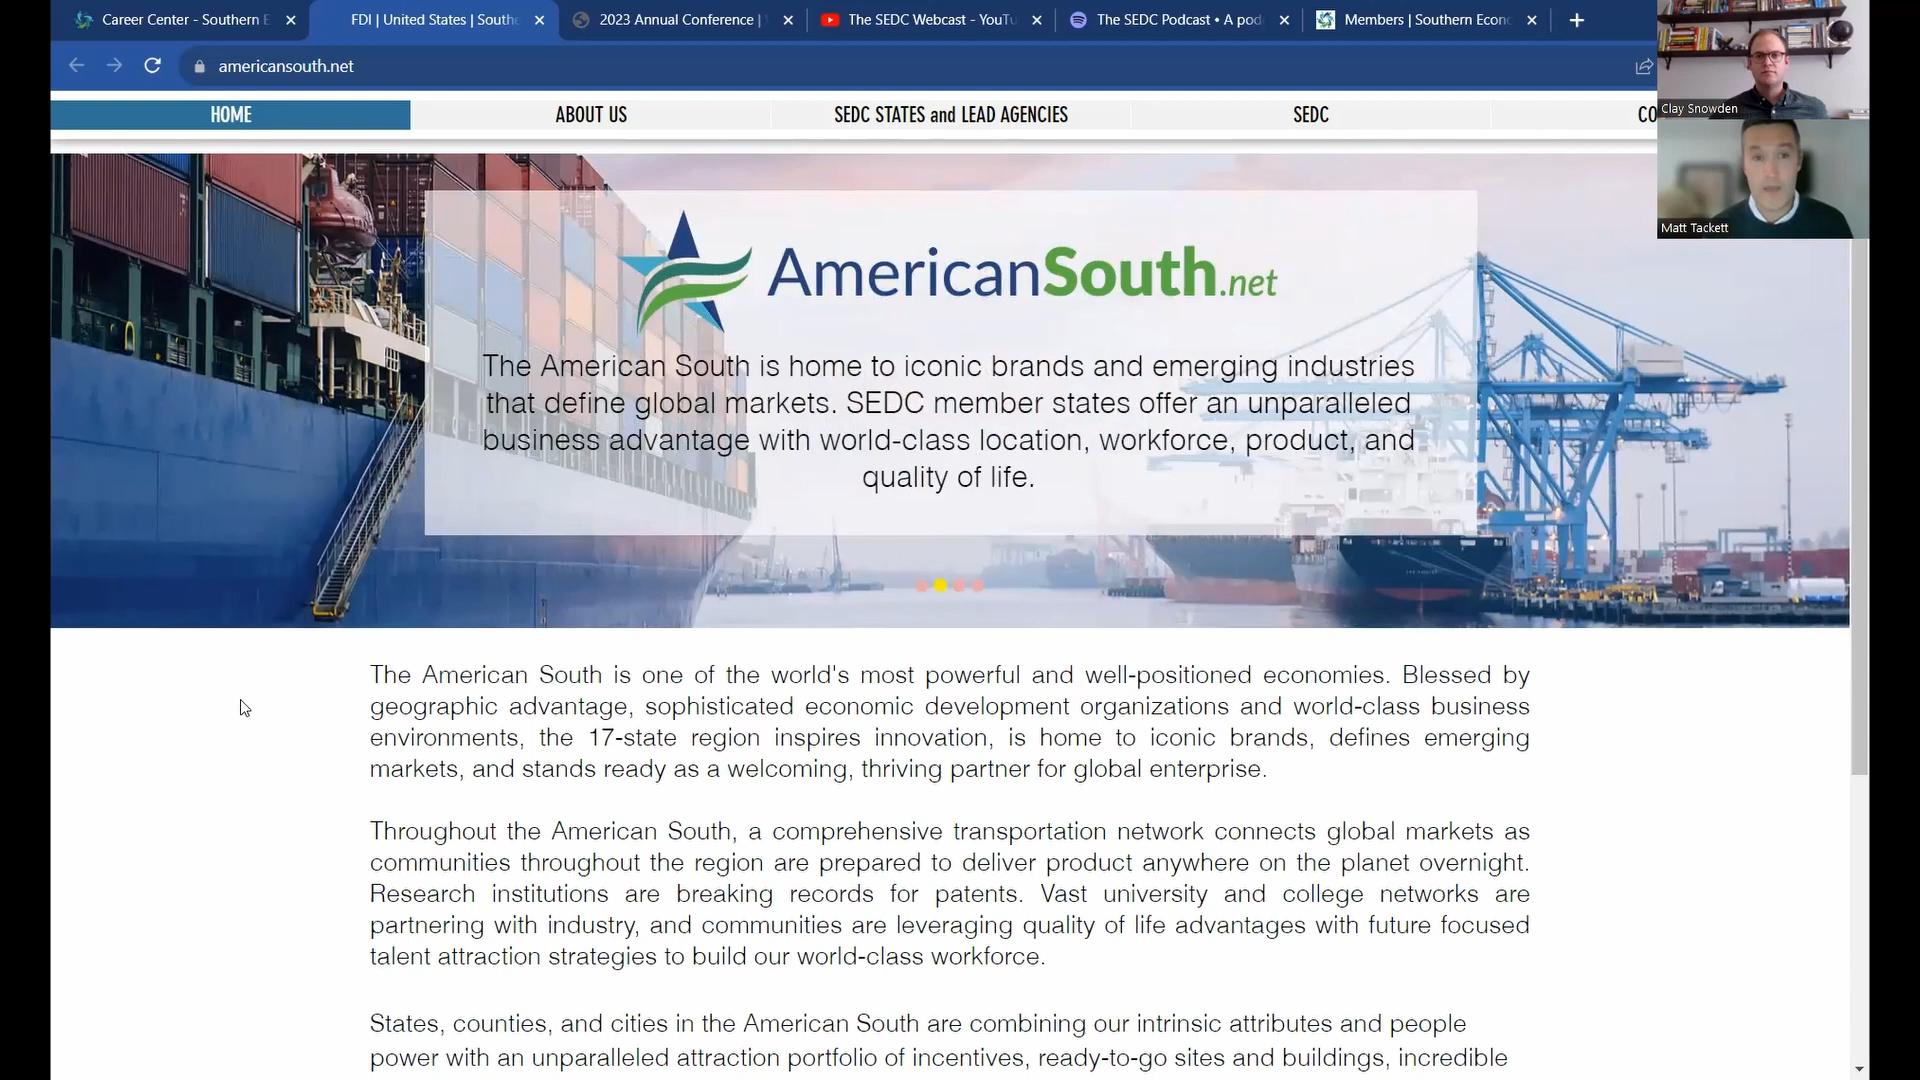 Career Center - Southern E
FDI | United States | Southe
2023 Annual Conference |
The SEDC Webcast - YouTu
The SEDC Podcast • A pod
Members | Southern Econo
americansouth.net
HOME
ABOUT US
SEDC STATES and LEAD AGENCIES
SEDC
CO
Clay Snowden
Matt Tackett
AmericanSouth.net
The American South is home to iconic brands and emerging industries
that define global markets. SEDC member states offer an unparalleled
business advantage with world-class location, workforce, product, and
quality of life.
The American South is one of the world's most powerful and well-positioned economies. Blessed by
geographic advantage, sophisticated economic development organizations and world-class business
environments, the 17-state region inspires innovation, is home to iconic brands, defines emerging
markets, and stands ready as a welcoming, thriving partner for global enterprise.
Throughout the American South, a comprehensive transportation network connects global markets as
communities throughout the region are prepared to deliver product anywhere on the planet overnight.
Research institutions are breaking records for patents. Vast university and college networks are
partnering with industry, and communities are leveraging quality of life advantages with future focused
talent attraction strategies to build our world-class workforce.
States, counties, and cities in the American South are combining our intrinsic attributes and people
power with an unparalleled attraction portfolio of incentives, ready-to-go sites and buildings, incredible